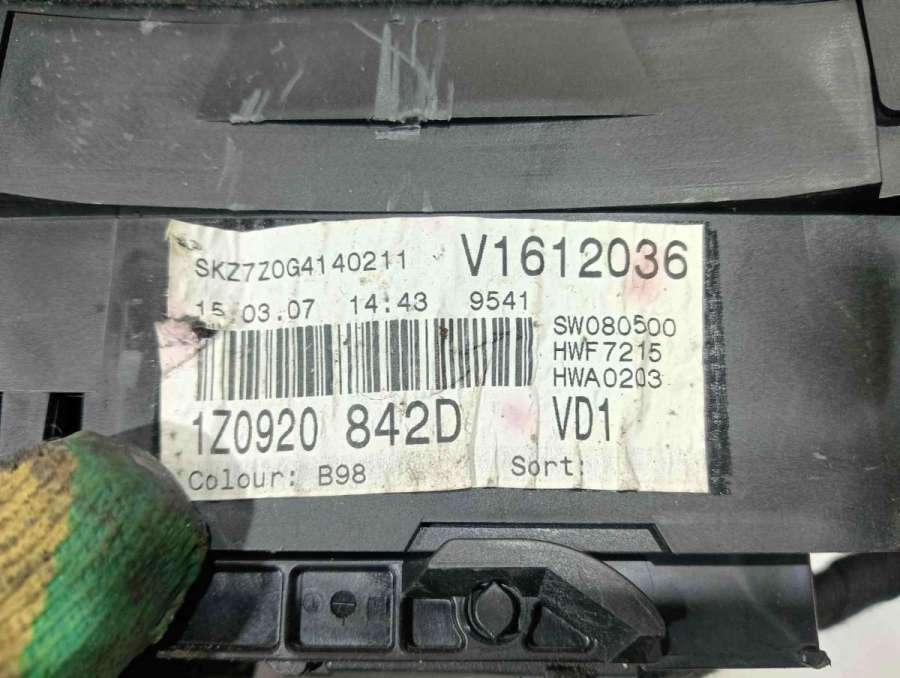 SKZ7Z0G4140211 V1612036
15.03.07 14:43 9541
SW080500
HWF7215
HWA0203
1Z0920 842D VD1
Colour: B98 Sort: